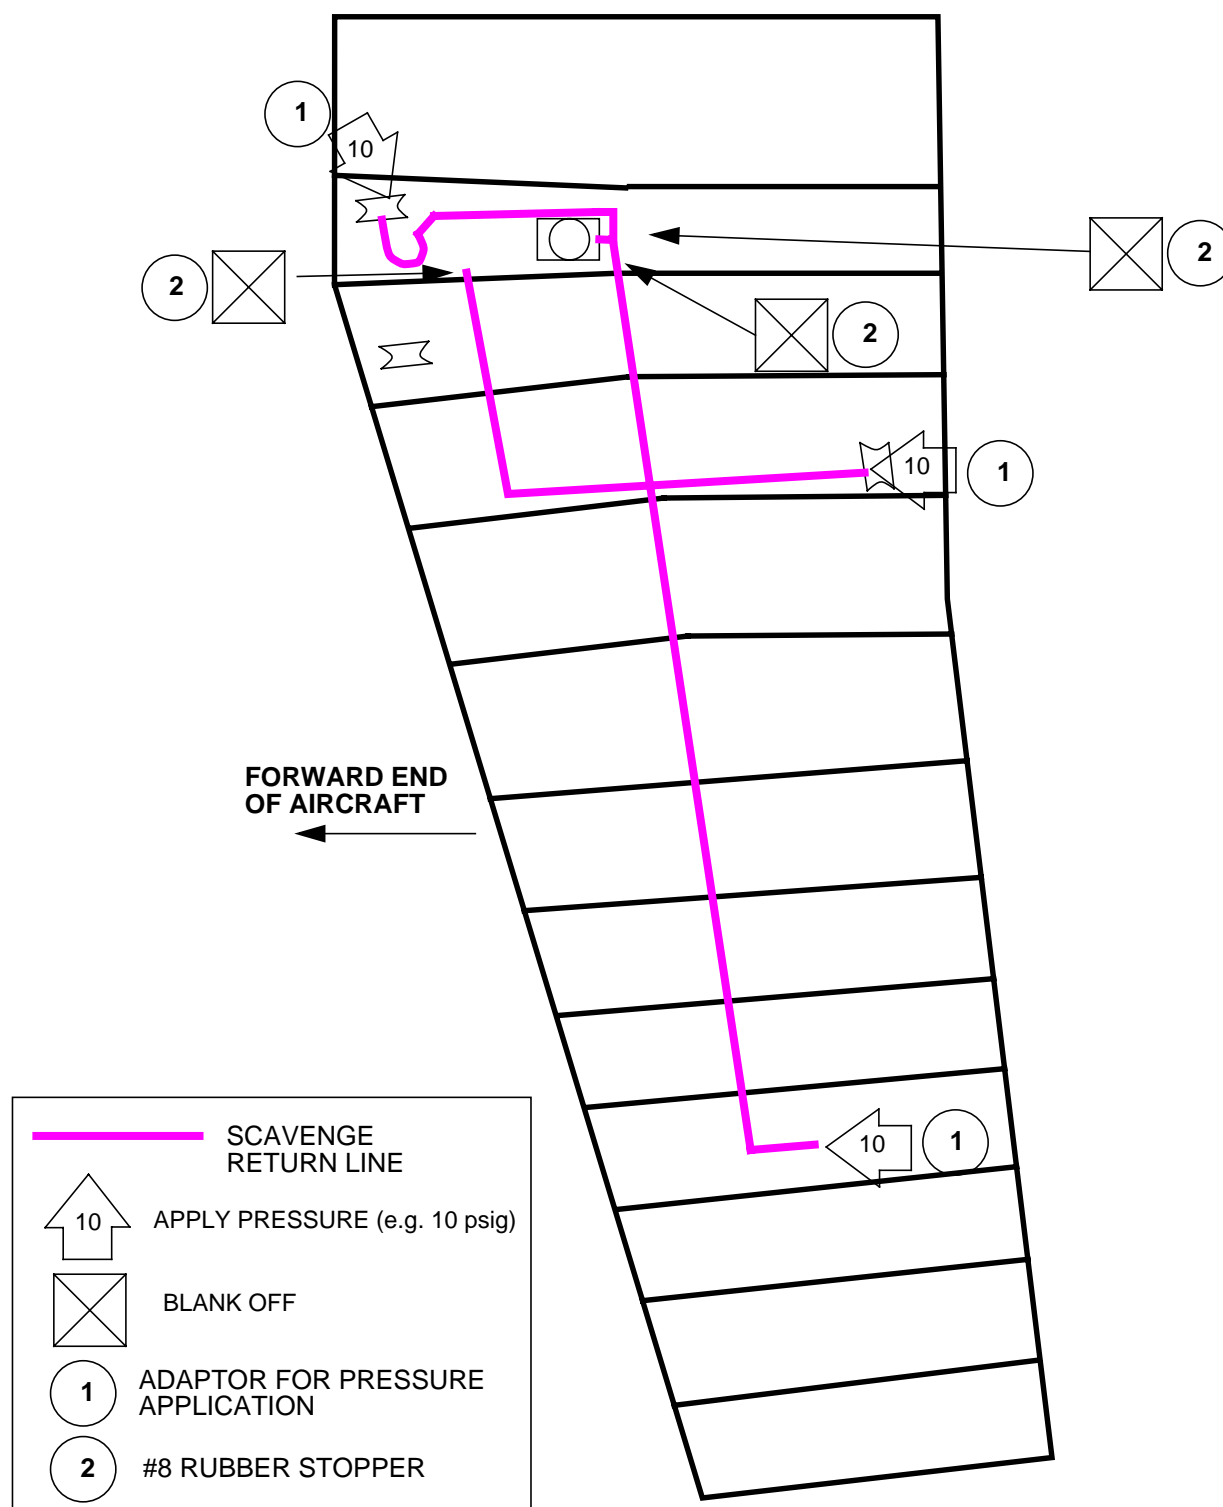 1
10
2
2
2
10
1
FORWARD END
OF AIRCRAFT
10
1
SCAVENGE
RETURN LINE
10 APPLY PRESSURE (e.g. 10 psig)
BLANK OFF
1 ADAPTOR FOR PRESSURE
APPLICATION
2 #8 RUBBER STOPPER